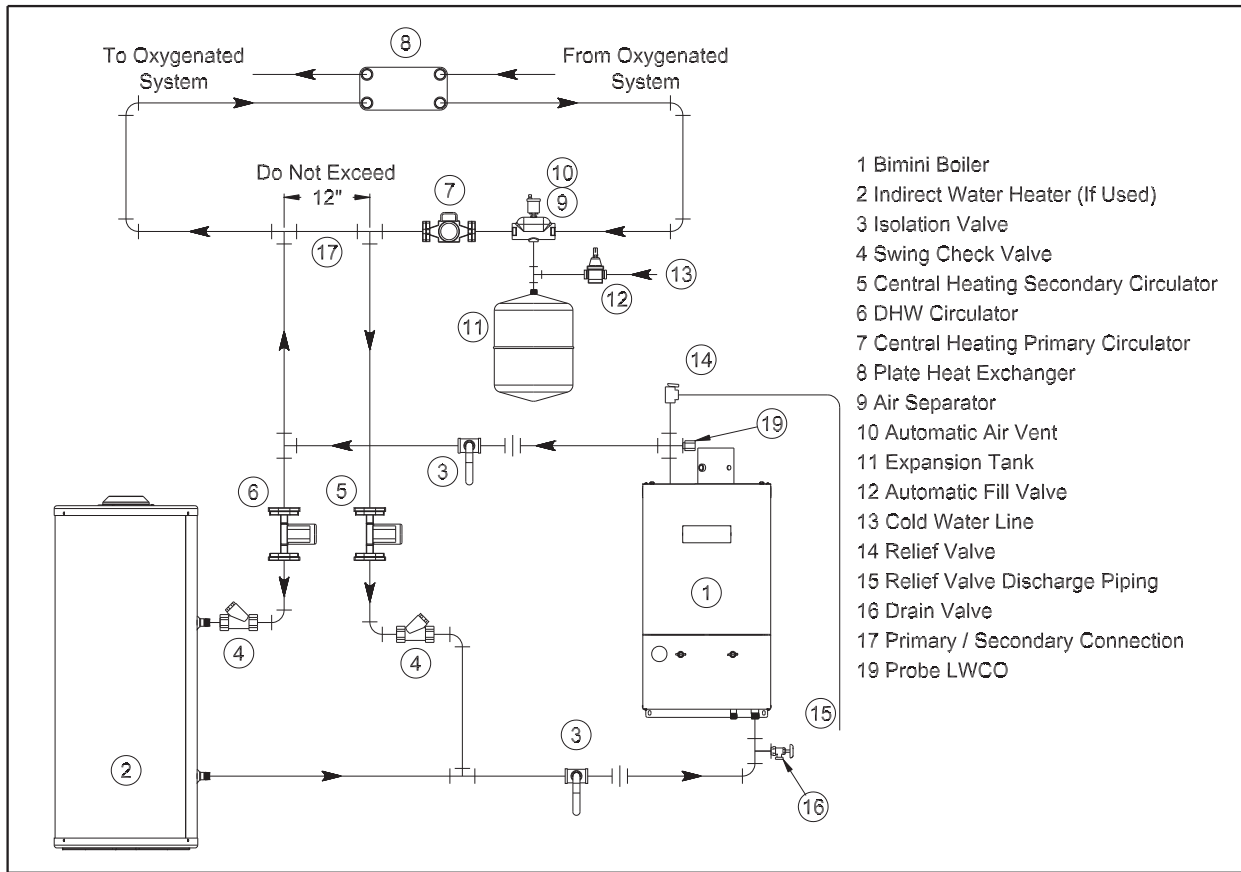 8
To Oxygenated
System
From Oxygenated
System
Do Not Exceed
12"
10
7
9
17
13
12
11
14
19
3
6
5
1
4
4
15
3
2
16
1 Bimini Boiler
2 Indirect Water Heater (If Used)
3 Isolation Valve
4 Swing Check Valve
5 Central Heating Secondary Circulator
6 DHW Circulator
7 Central Heating Primary Circulator
8 Plate Heat Exchanger
9 Air Separator
10 Automatic Air Vent
11 Expansion Tank
12 Automatic Fill Valve
13 Cold Water Line
14 Relief Valve
15 Relief Valve Discharge Piping
16 Drain Valve
17 Primary / Secondary Connection
19 Probe LWCO